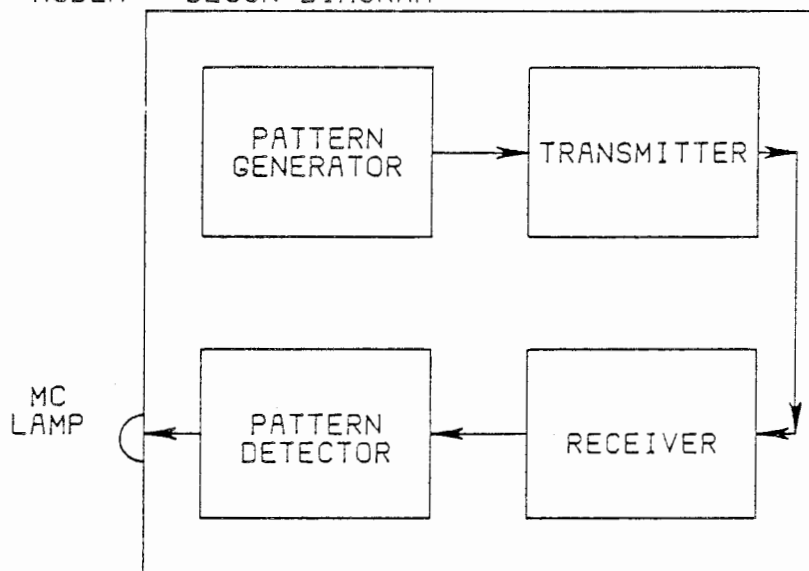 PATTERN
GENERATOR
TRANSMITTER
MC
LAMP
PATTERN
DETECTOR
RECEIVER